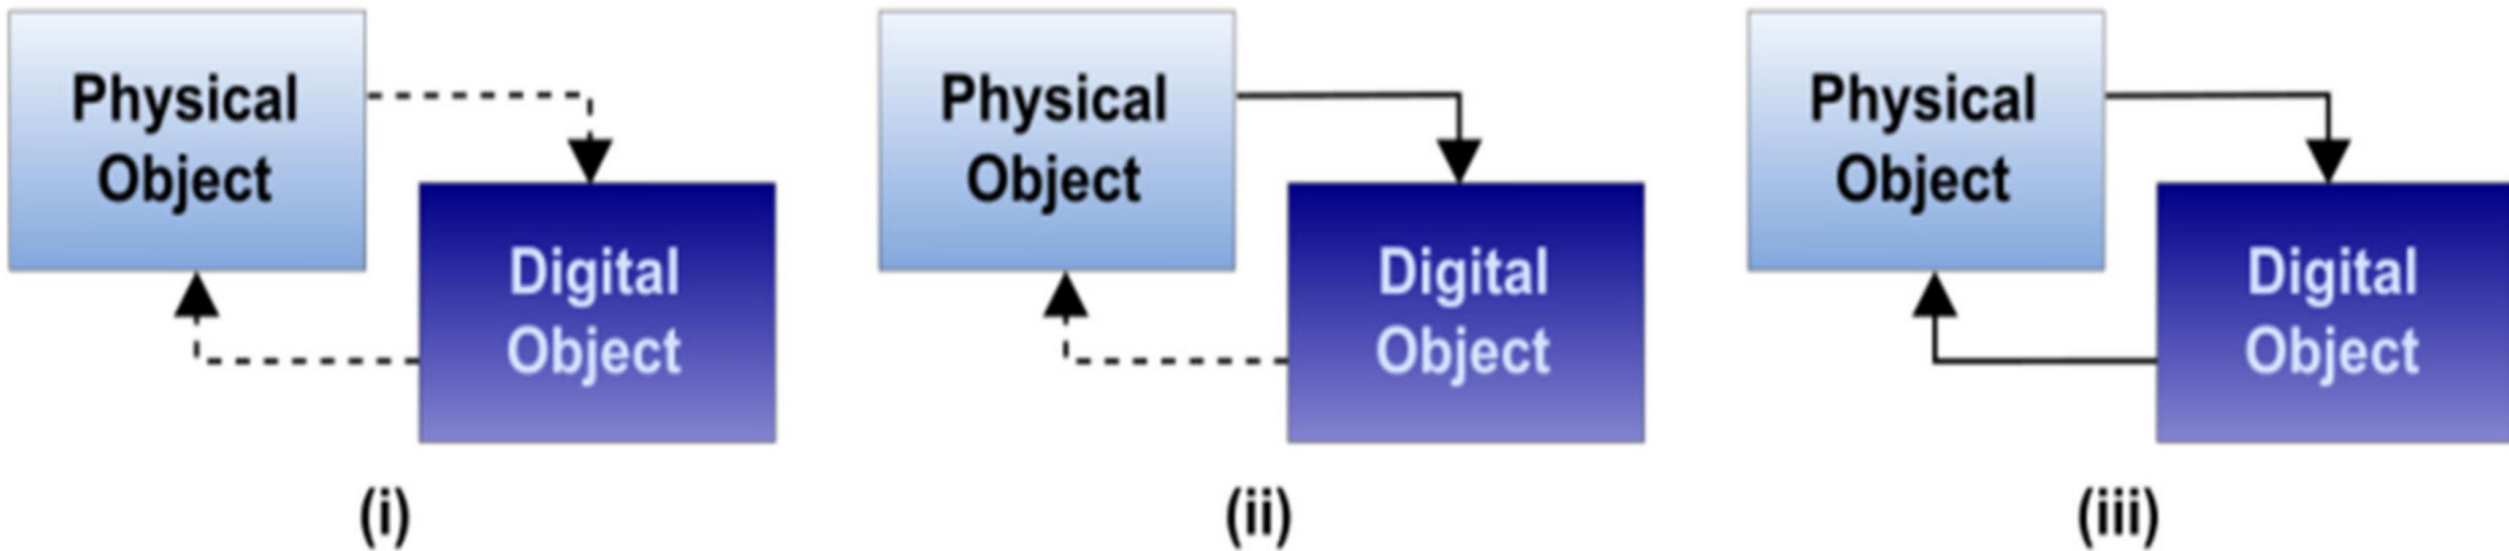 Physical
Object
Digital
Object
(i)
Physical
Object
Digital
Object
(ii)
Physical
Object
Digital
Object
(iii)